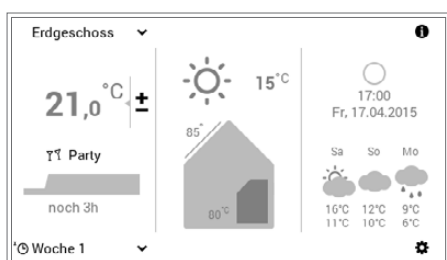 Erdgeschoss
21,0°C ±
Party
noch 3h
Woche 1
15°C
85°
80°C
17:00
Fr, 17.04.2015
Sa So Mo
16°C 12°C 9°C
11°C 10°C 6°C